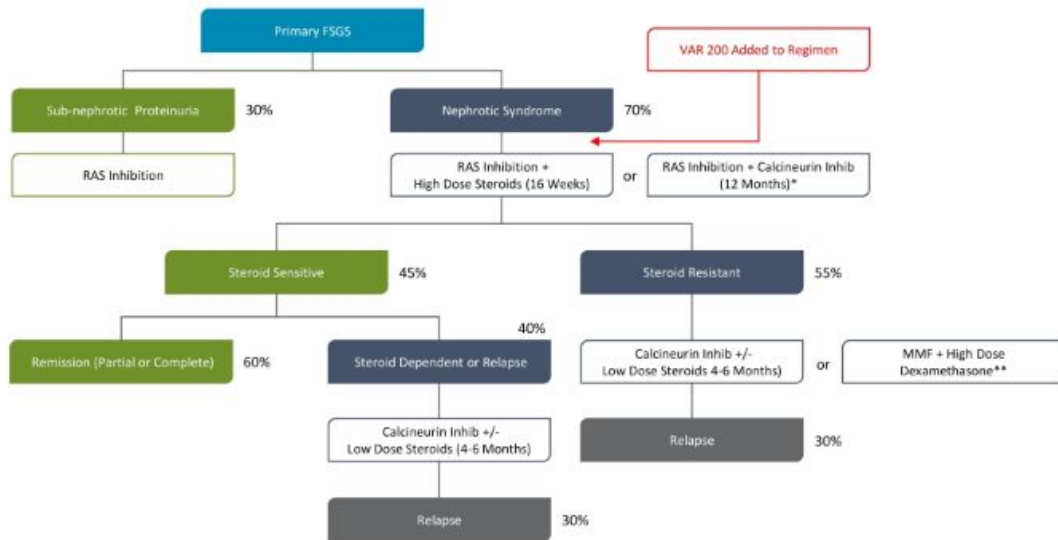 Primary FSGS
VAR 200 Added to Regimen
Sub-nephrotic Proteinuria
30%
Nephrotic Syndrome
70%
RAS Inhibition
RAS Inhibition +
High Dose Steroids (16 Weeks)
or
RAS Inhibition + Calcineurin Inhib
(12 Months)*
Steroid Sensitive
45%
Steroid Resistant
55%
Remission (Partial or Complete)
60%
Steroid Dependent or Relapse
40%
Calcineurin Inhib +/-
Low Dose Steroids 4-6 Months)
or
MMF + High Dose
Dexamethasone**
Calcineurin Inhib +/-
Low Dose Steroids (4-6 Months)
Relapse
30%
Relapse
30%